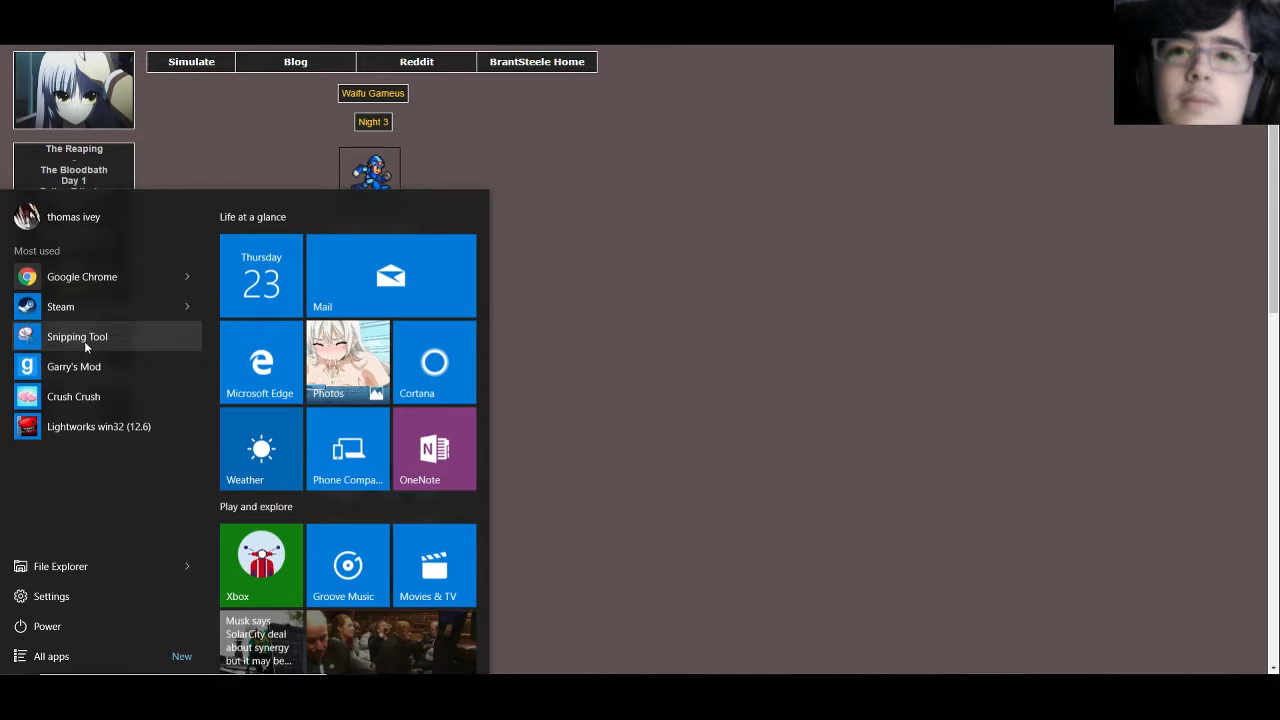 Simulate
Blog
Reddit
BrantSteele Home
Waifu Gameus
Night 3
The Reaping
-
The Bloodbath
Day 1
thomas ivey
Most used
Google Chrome
Steam
Snipping Tool
Garry's Mod
Crush Crush
Lightworks win32 (12.6)
File Explorer
Settings
Power
All apps
New
Life at a glance
Thursday
23
Mail
Microsoft Edge
Photos
Cortana
Weather
Phone Compa...
OneNote
Play and explore
Xbox
Groove Music
Movies & TV
Musk says
SolarCity deal
about synergy
but it may be...